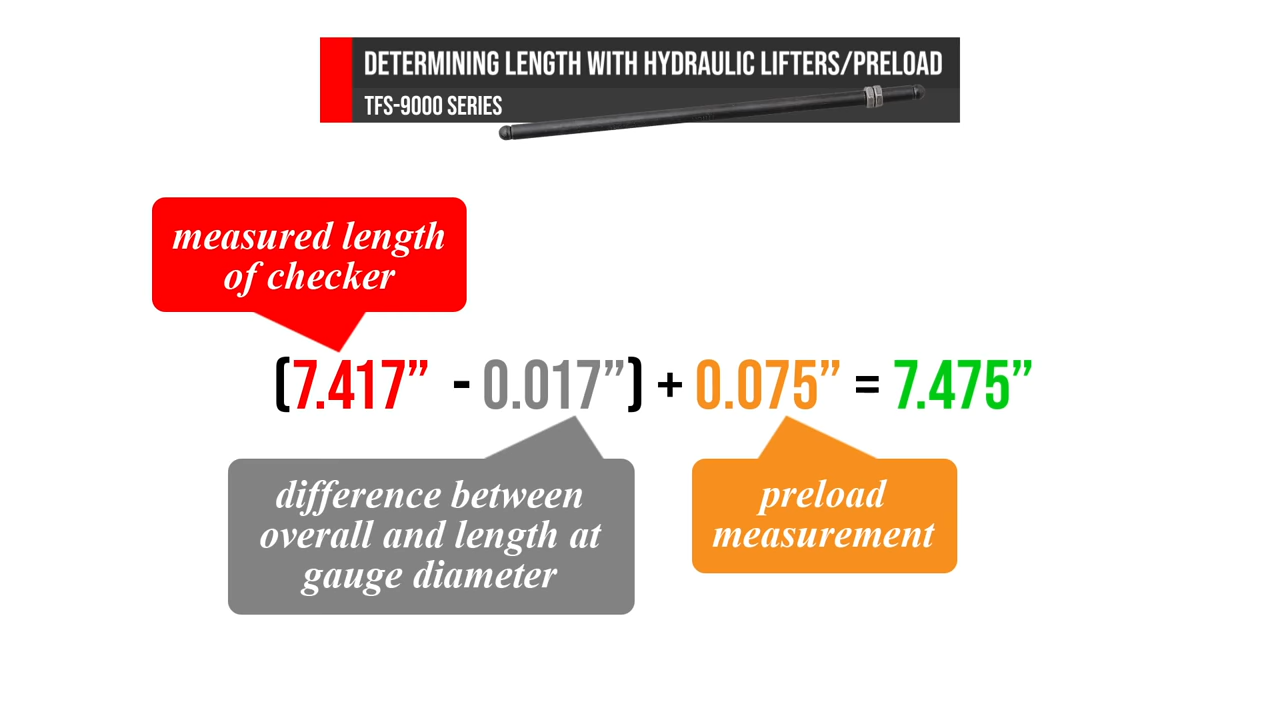 DETERMINING LENGTH WITH HYDRAULIC LIFTERS/PRELOAD
TFS-9000 SERIES
measured length
of checker
(7.417” - 0.017”) + 0.075” = 7.475”
difference between
overall and length at
gauge diameter
preload
measurement